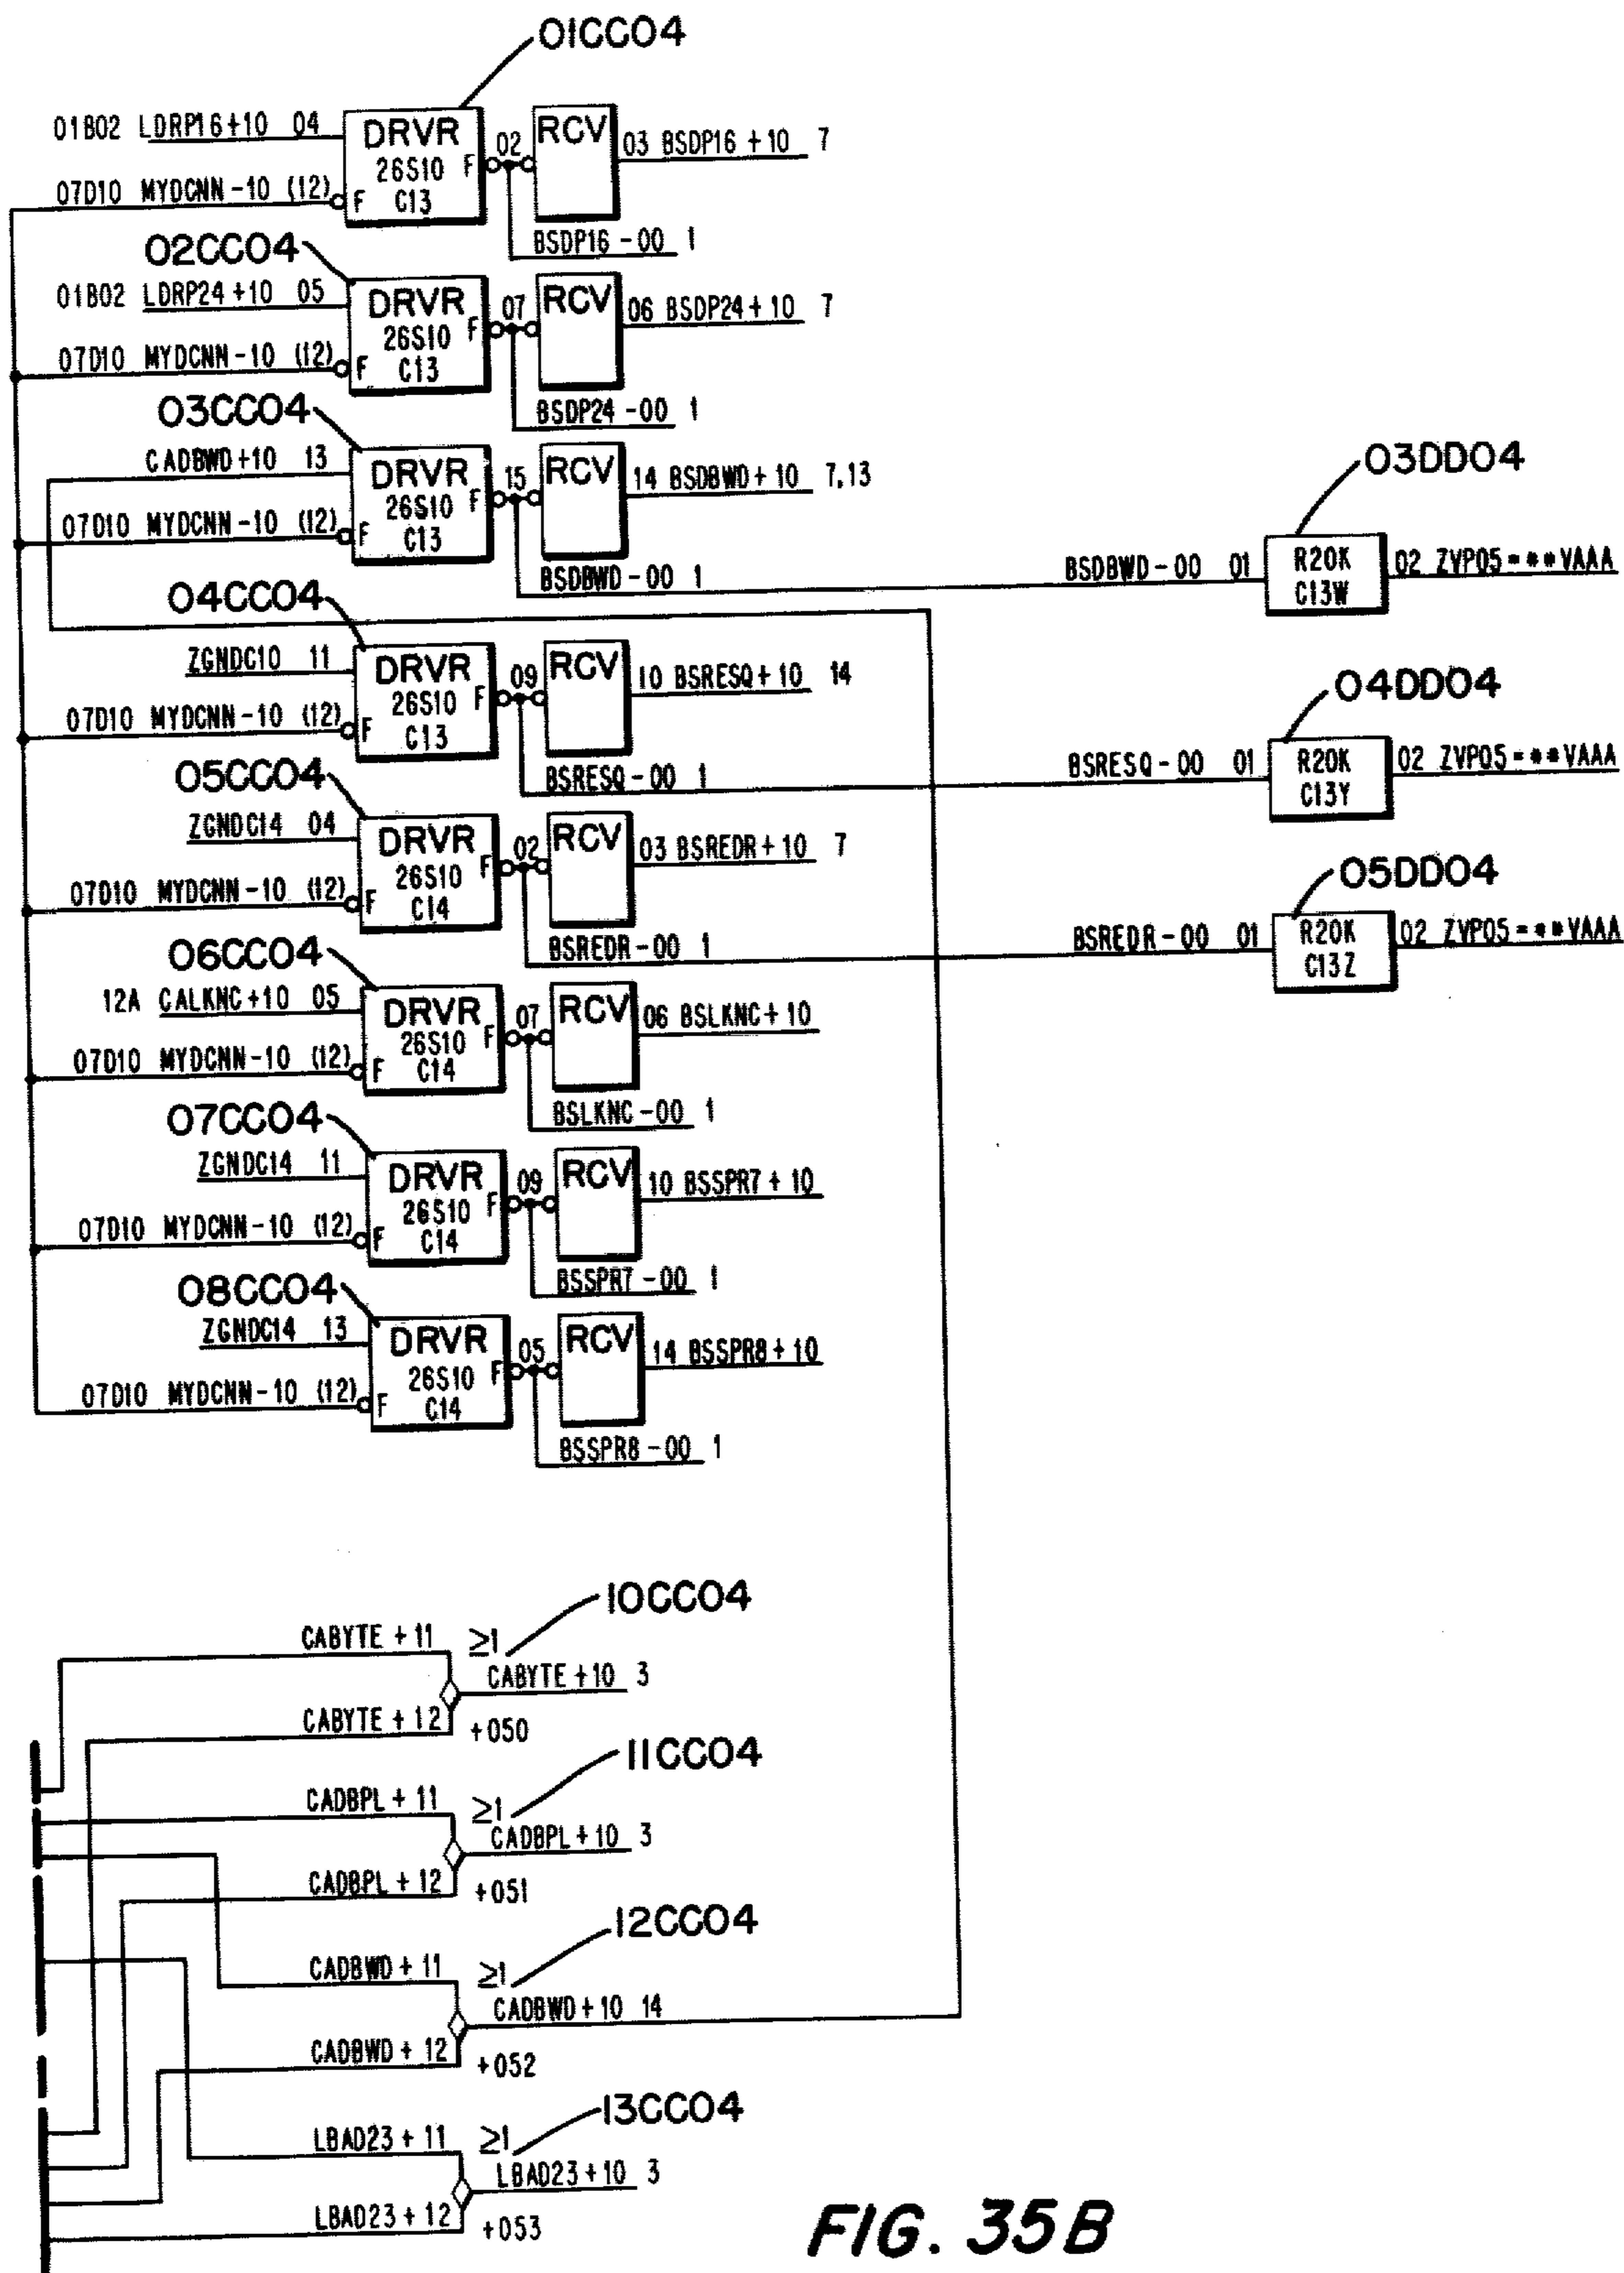 01CC04
01B02 LDRP16+10 04
DRVR
26S10
C13
F
02
RCV
03 BSDP16+10 7
07D10 MYDCNN-10 (12)
F
BSDP16-00 1
02CC04
01B02 LDRP24+10 05
DRVR
26S10
C13
F
07
RCV
06 BSDP24+10 7
07D10 MYDCNN-10 (12)
F
BSDP24-00 1
03CC04
CADBWD+10 13
DRVR
26S10
C13
F
15
RCV
14 BSDBWD+10 7,13
07D10 MYDCNN-10 (12)
F
BSDBWD-00 1
BSDBWD-00 01
R20K
C13W
02 ZVP05=**VAAA
03DD04
04CC04
ZGNDC10 11
DRVR
26S10
C13
F
09
RCV
10 BSRESQ+10 14
07D10 MYDCNN-10 (12)
F
BSRESQ-00 1
BSRESQ-00 01
R20K
C13Y
02 ZVP05=**VAAA
04DD04
05CC04
ZGNDC14 04
DRVR
26S10
C14
F
02
RCV
03 BSREDR+10 7
07D10 MYDCNN-10 (12)
F
BSREDR-00 1
BSREDR-00 01
R20K
C13Z
02 ZVP05=**VAAA
05DD04
06CC04
12A CALKNC+10 05
DRVR
26S10
C14
F
07
RCV
06 BSLKNC+10
07D10 MYDCNN-10 (12)
F
BSLKNC-00 1
07CC04
ZGNDC14 11
DRVR
26S10
C14
F
09
RCV
10 BSSPR7+10
07D10 MYDCNN-10 (12)
F
BSSPR7-00 1
08CC04
ZGNDC14 13
DRVR
26S10
C14
F
05
RCV
14 BSSPR8+10
07D10 MYDCNN-10 (12)
F
BSSPR8-00 1
10CC04
CABYTE+11
≥1
CABYTE+10 3
CABYTE+12
+050
11CC04
CADBPL+11
≥1
CADBPL+10 3
CADBPL+12
+051
12CC04
CADBWD+11
≥1
CADBWD+10 14
CADBWD+12
+052
13CC04
LBAD23+11
≥1
LBAD23+10 3
LBAD23+12
+053
FIG. 35B